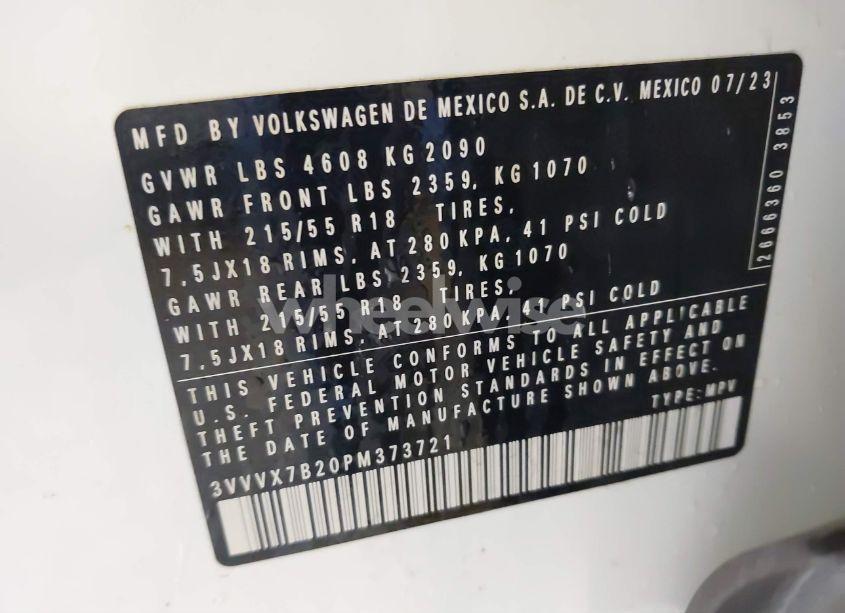 MFD BY VOLKSWAGEN DE MEXICO S.A. DE C.V. MEXICO 07/23
GVWR LBS 4608 KG 2090
GAWR FRONT LBS 2359, KG 1070
WITH 215/55 R18 TIRES,
7,5JX18 RIMS, AT 280 KPA, 41 PSI COLD
GAWR REAR LBS 2359, KG 1070
WITH 215/55 R18 TIRES,
7,5JX18 RIMS, AT 280 KPA, 41 PSI COLD
THIS VEHICLE CONFORMS TO ALL APPLICABLE
U.S. FEDERAL MOTOR VEHICLE SAFETY AND
THEFT PREVENTION STANDARDS IN EFFECT ON
THE DATE OF MANUFACTURE SHOWN ABOVE.
3VVVX7B20PM373721 TYPE: MPV
2666360 3853
wheelwise